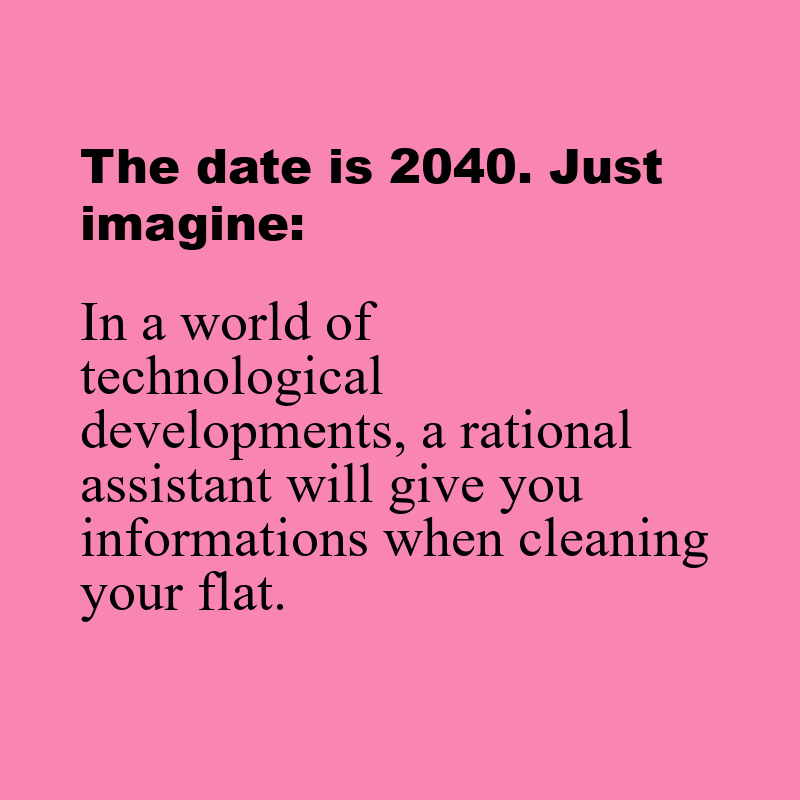 The date is 2040. Just
imagine:
In a world of
technological
developments, a rational
assistant will give you
informations when cleaning
your flat.